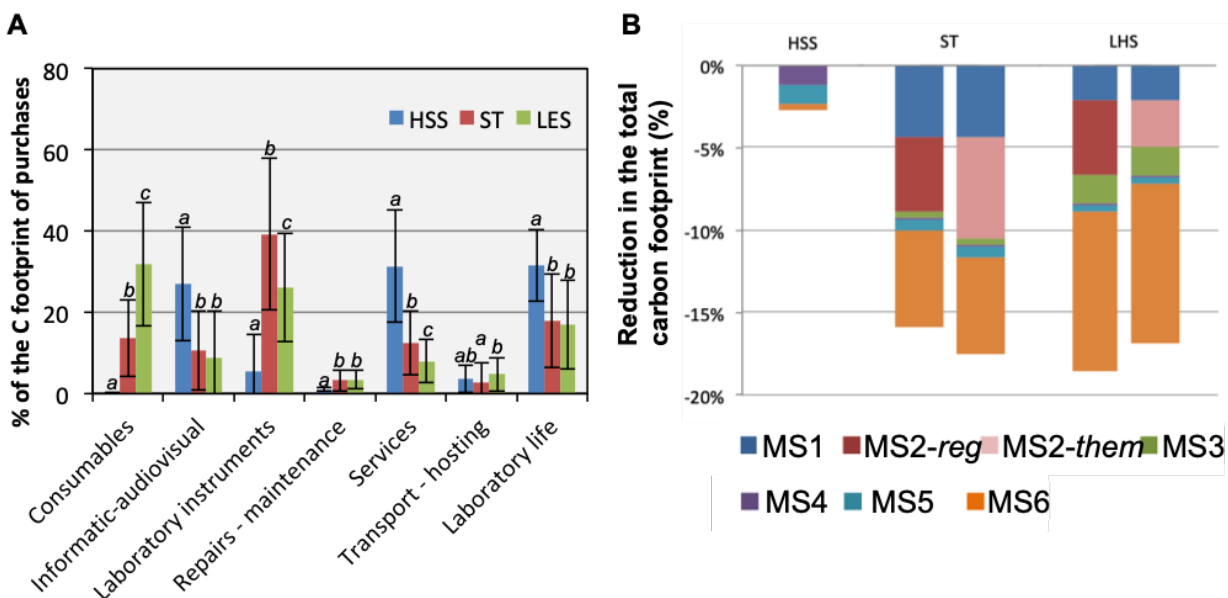 A
% of the C footprint of purchases
80
60
40
20
0
HSS ST LES
a b c
a b b
a b c
a b b
a b c
ab a b
a b b
Consumables
Informatic-audiovisual
Laboratory instruments
Repairs - maintenance
Services
Transport - hosting
Laboratory life
B
HSS ST LHS
Reduction in the total
carbon footprint (%)
0%
-5%
-10%
-15%
-20%
MS1 MS2-reg MS2-them MS3
MS4 MS5 MS6